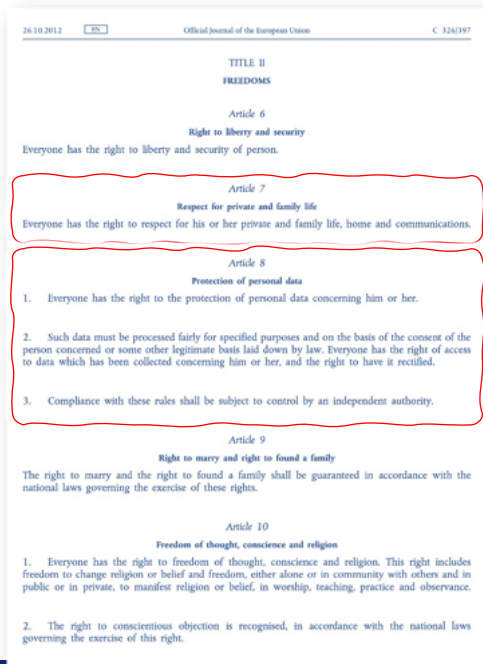 26.10.2012 EN Official Journal of the European Union C 326/397
TITLE II
FREEDOMS
Article 6
Right to liberty and security
Everyone has the right to liberty and security of person.
Article 7
Respect for private and family life
Everyone has the right to respect for his or her private and family life, home and communications.
Article 8
Protection of personal data
1. Everyone has the right to the protection of personal data concerning him or her.
2. Such data must be processed fairly for specified purposes and on the basis of the consent of the
person concerned or some other legitimate basis laid down by law. Everyone has the right of access
to data which has been collected concerning him or her, and the right to have it rectified.
3. Compliance with these rules shall be subject to control by an independent authority.
Article 9
Right to marry and right to found a family
The right to marry and the right to found a family shall be guaranteed in accordance with the
national laws governing the exercise of these rights.
Article 10
Freedom of thought, conscience and religion
1. Everyone has the right to freedom of thought, conscience and religion. This right includes
freedom to change religion or belief and freedom, either alone or in community with others and in
public or in private, to manifest religion or belief, in worship, teaching, practice and observance.
2. The right to conscientious objection is recognised, in accordance with the national laws
governing the exercise of this right.